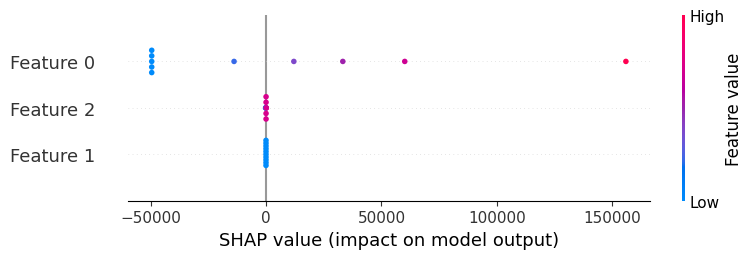 High
Feature 0
Feature 2
Feature 1
Feature value
Low
−50000 0 50000 100000 150000
SHAP value (impact on model output)